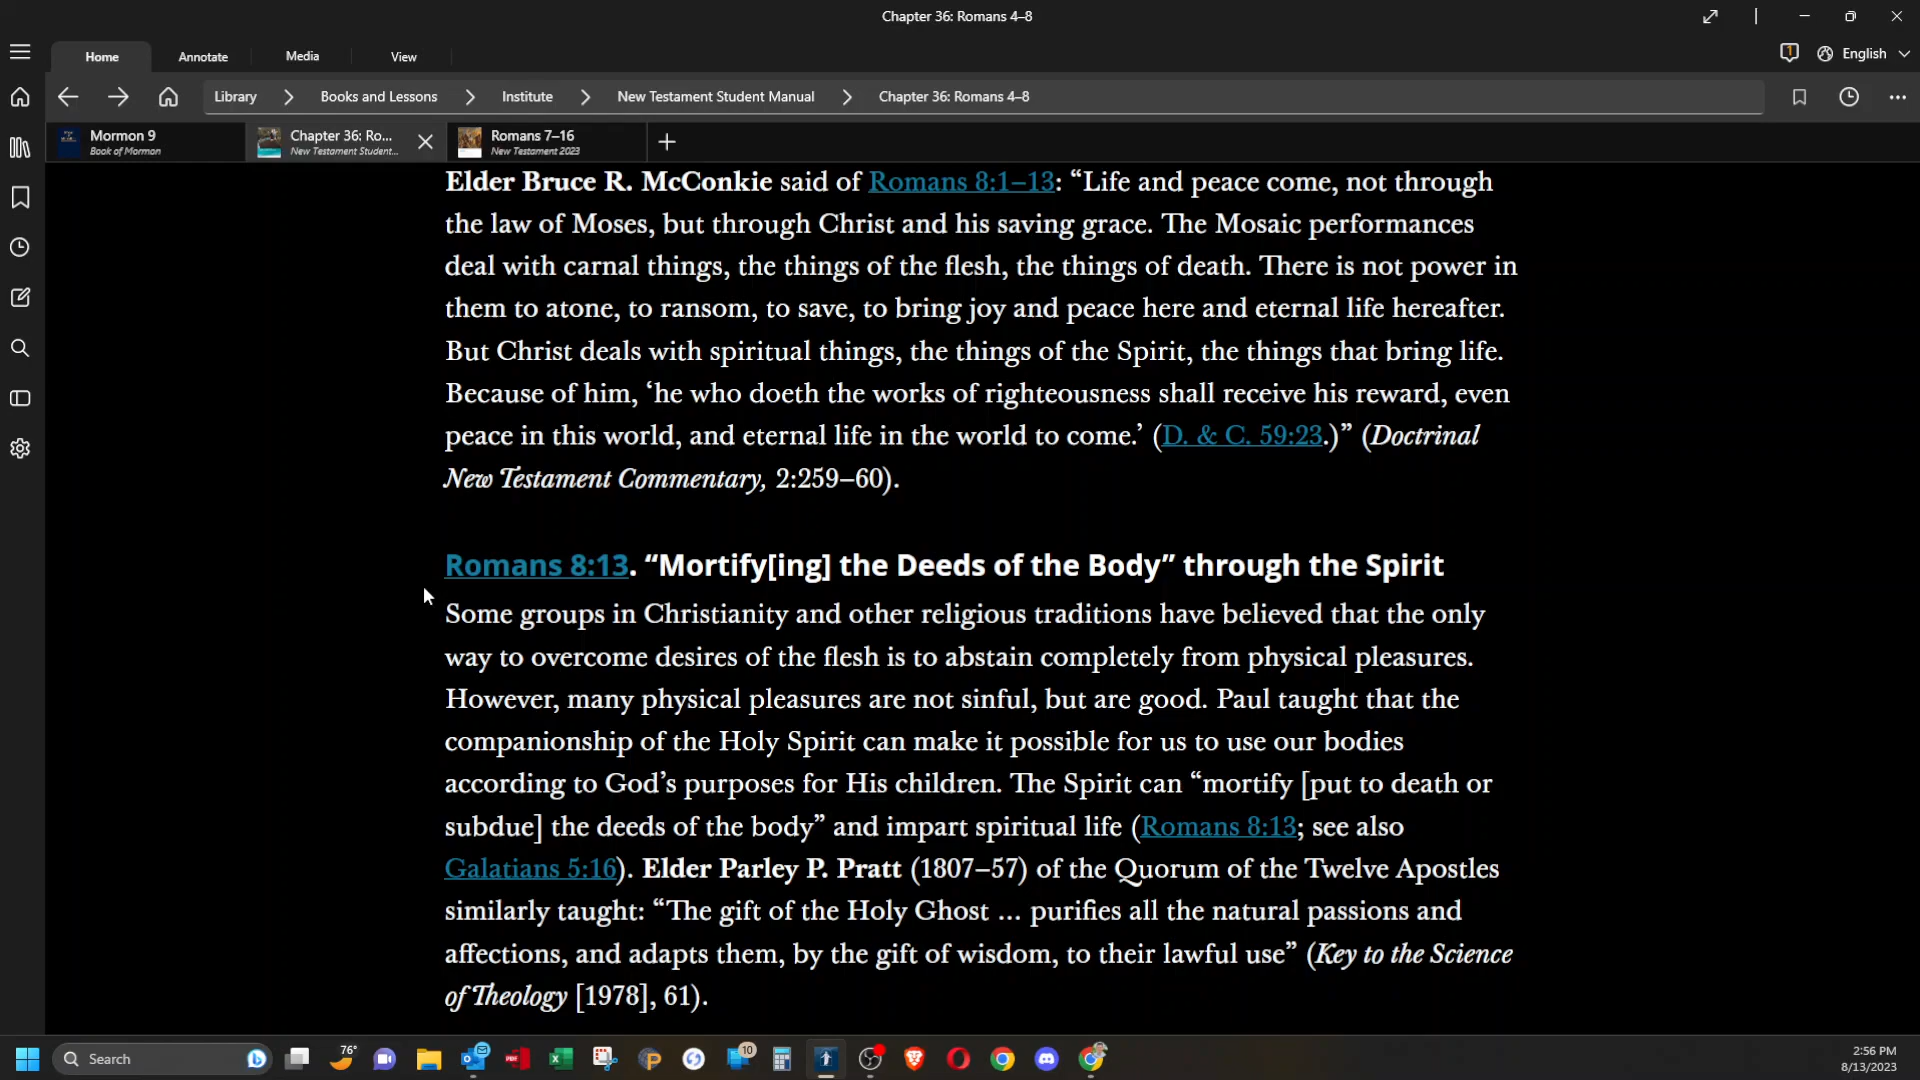 Chapter 36: Romans 4–8
Home
Annotate
Media
View
1
English
Library
Books and Lessons
Institute
New Testament Student Manual
Chapter 36: Romans 4–8
Mormon 9
Book of Mormon
Chapter 36: Ro...
New Testament Student...
Romans 7–16
New Testament 2023
Elder Bruce R. McConkie said of Romans 8:1–13: “Life and peace come, not through
the law of Moses, but through Christ and his saving grace. The Mosaic performances
deal with carnal things, the things of the flesh, the things of death. There is not power in
them to atone, to ransom, to save, to bring joy and peace here and eternal life hereafter.
But Christ deals with spiritual things, the things of the Spirit, the things that bring life.
Because of him, ‘he who doeth the works of righteousness shall receive his reward, even
peace in this world, and eternal life in the world to come.’ (D. & C. 59:23.)” (Doctrinal
New Testament Commentary, 2:259–60).
Romans 8:13. “Mortify[ing] the Deeds of the Body” through the Spirit
Some groups in Christianity and other religious traditions have believed that the only
way to overcome desires of the flesh is to abstain completely from physical pleasures.
However, many physical pleasures are not sinful, but are good. Paul taught that the
companionship of the Holy Spirit can make it possible for us to use our bodies
according to God’s purposes for His children. The Spirit can “mortify [put to death or
subdue] the deeds of the body” and impart spiritual life (Romans 8:13; see also
Galatians 5:16). Elder Parley P. Pratt (1807–57) of the Quorum of the Twelve Apostles
similarly taught: “The gift of the Holy Ghost … purifies all the natural passions and
affections, and adapts them, by the gift of wisdom, to their lawful use” (Key to the Science
of Theology [1978], 61).
Search
76°
10
2:56 PM
8/13/2023